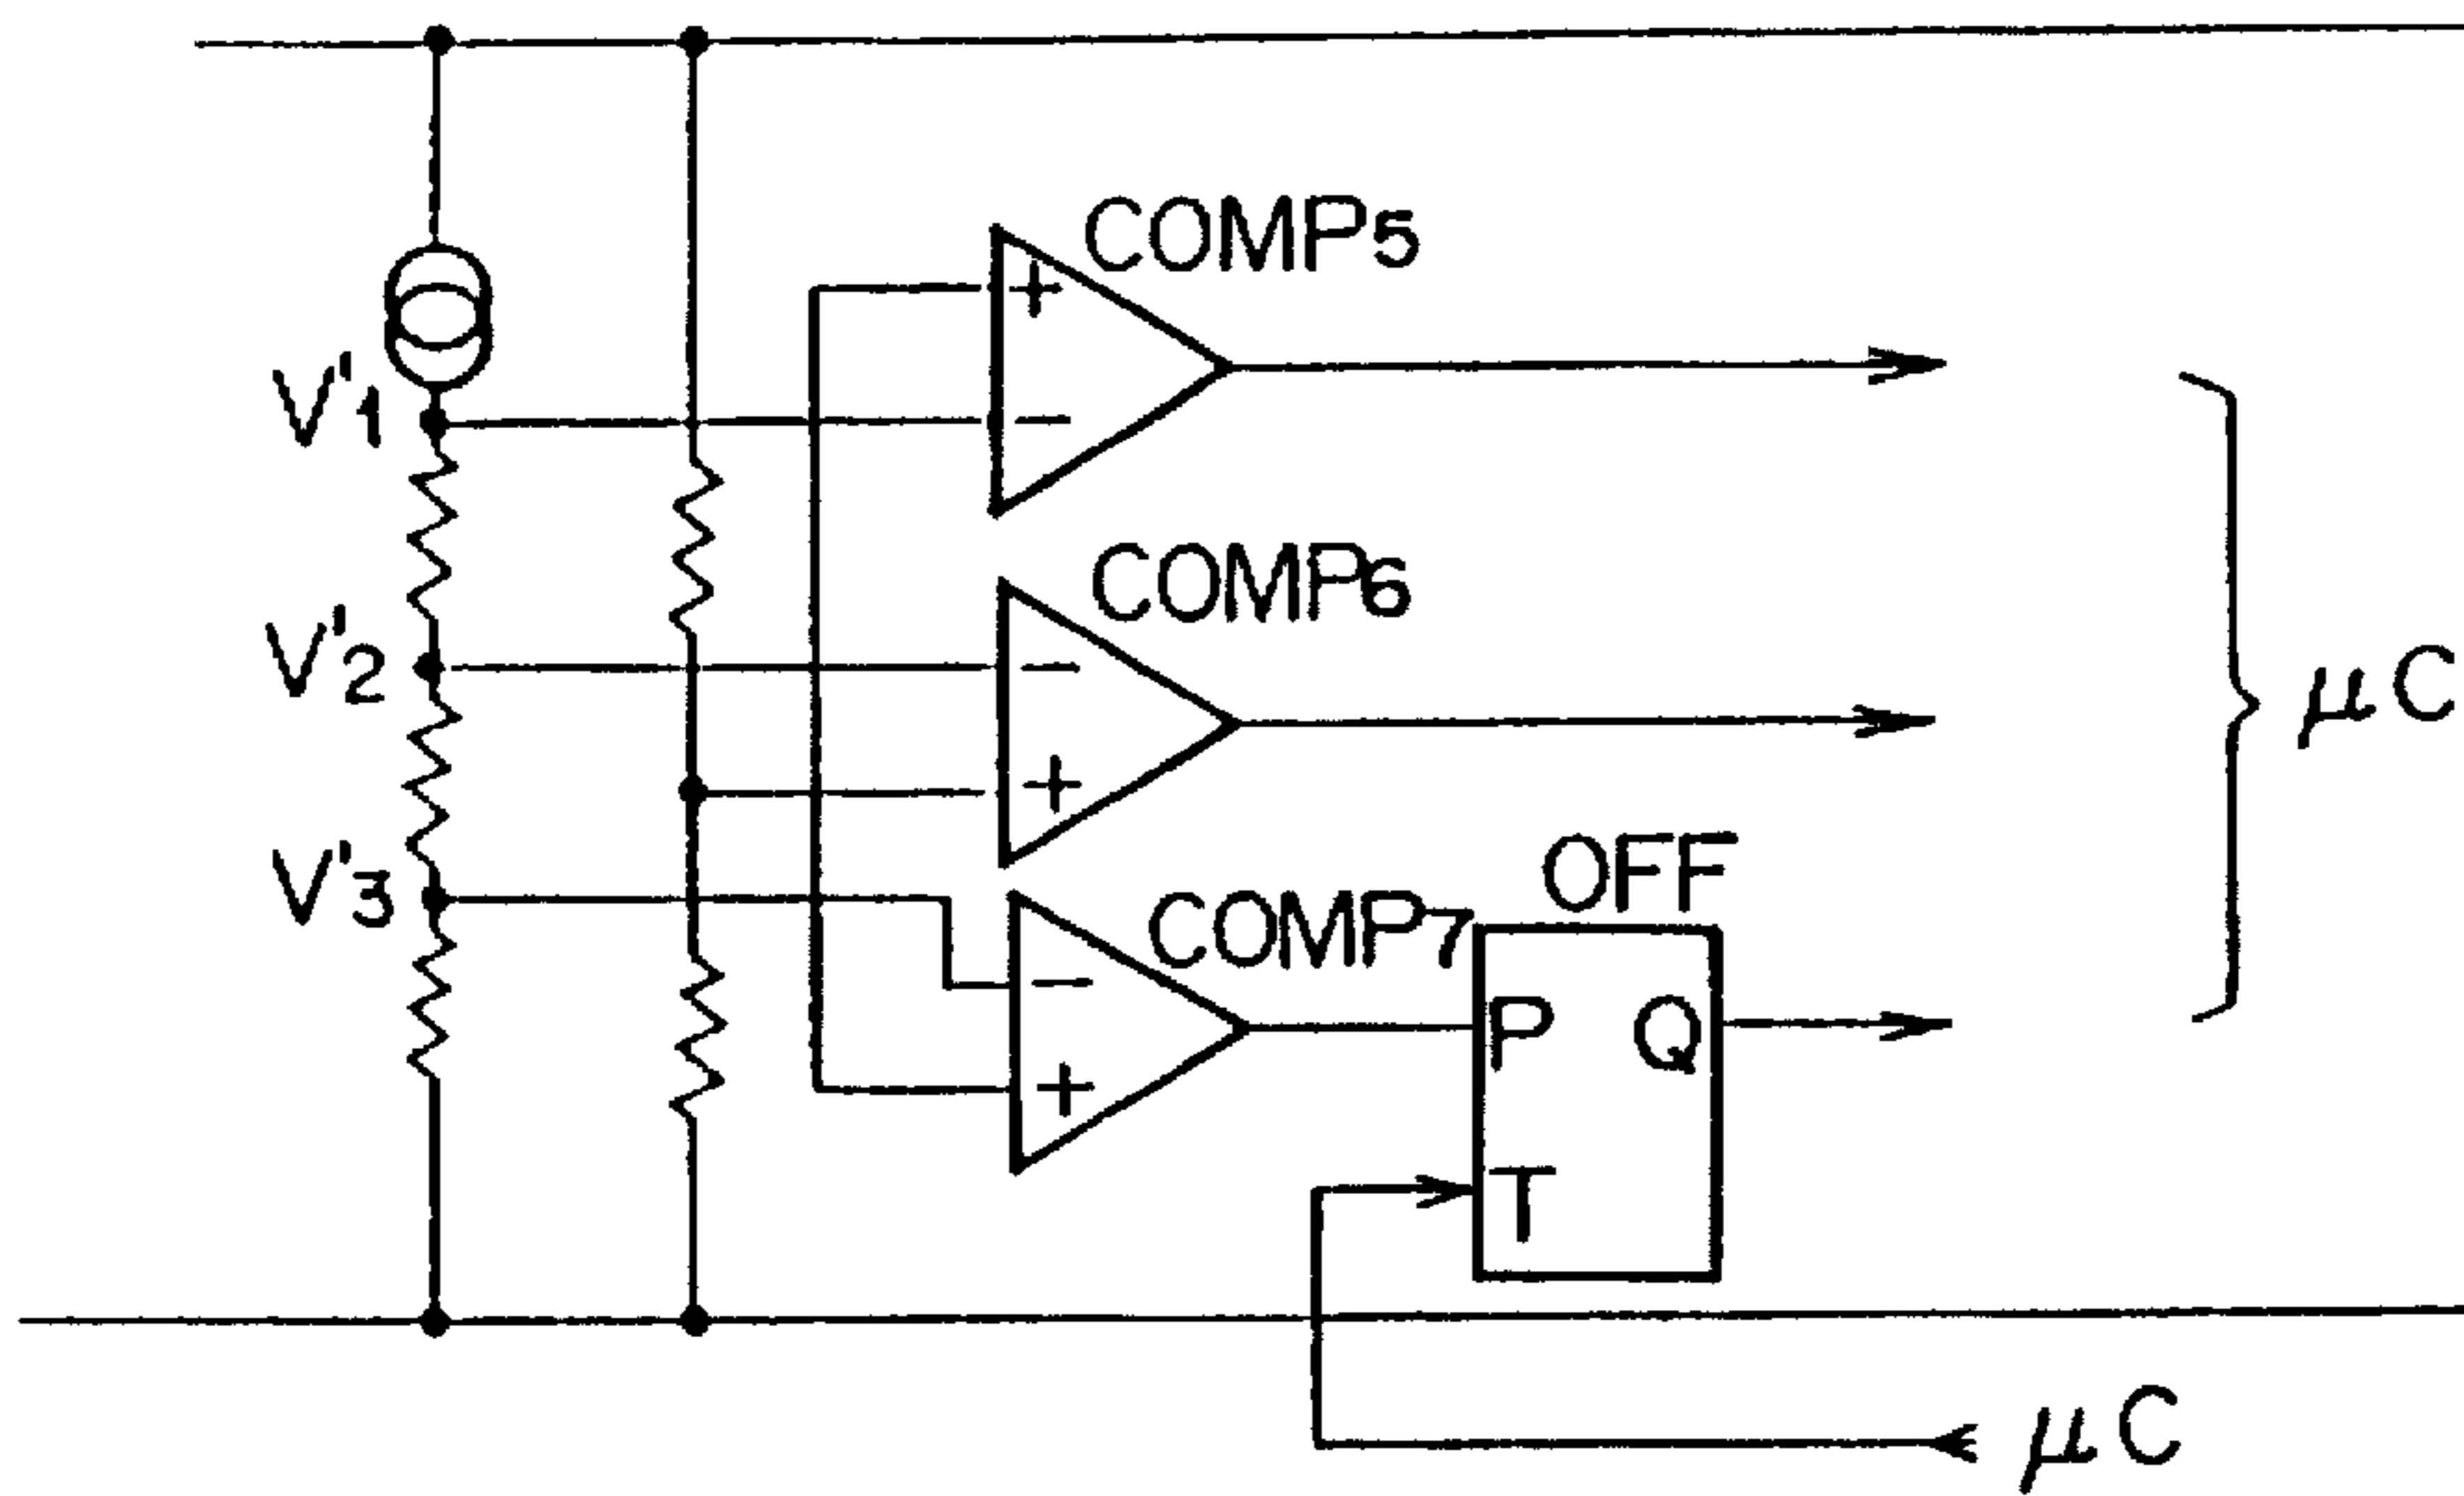 COMP5
+
V'1
−
COMP6
V'2
−
μC
+
V'3
OFF
COMP7
−
P Q
+
T
μC